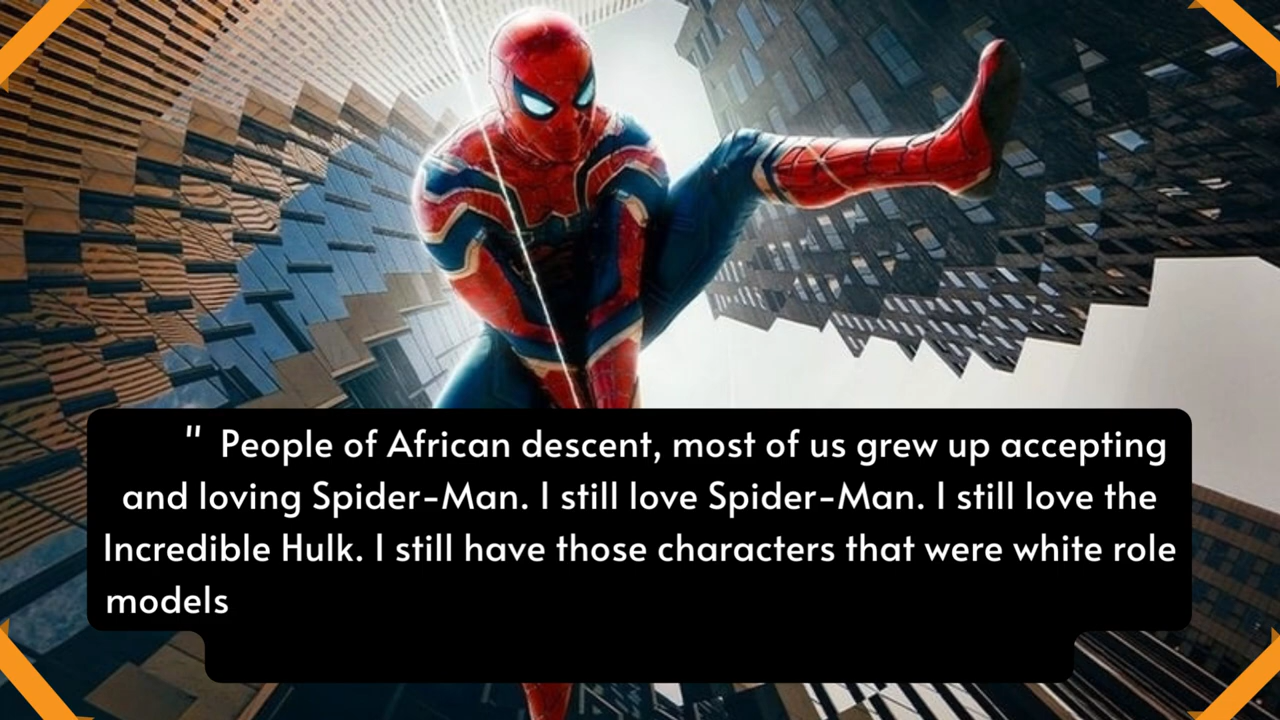 " People of African descent, most of us grew up accepting
and loving Spider-Man. I still love Spider-Man. I still love the
Incredible Hulk. I still have those characters that were white role
models